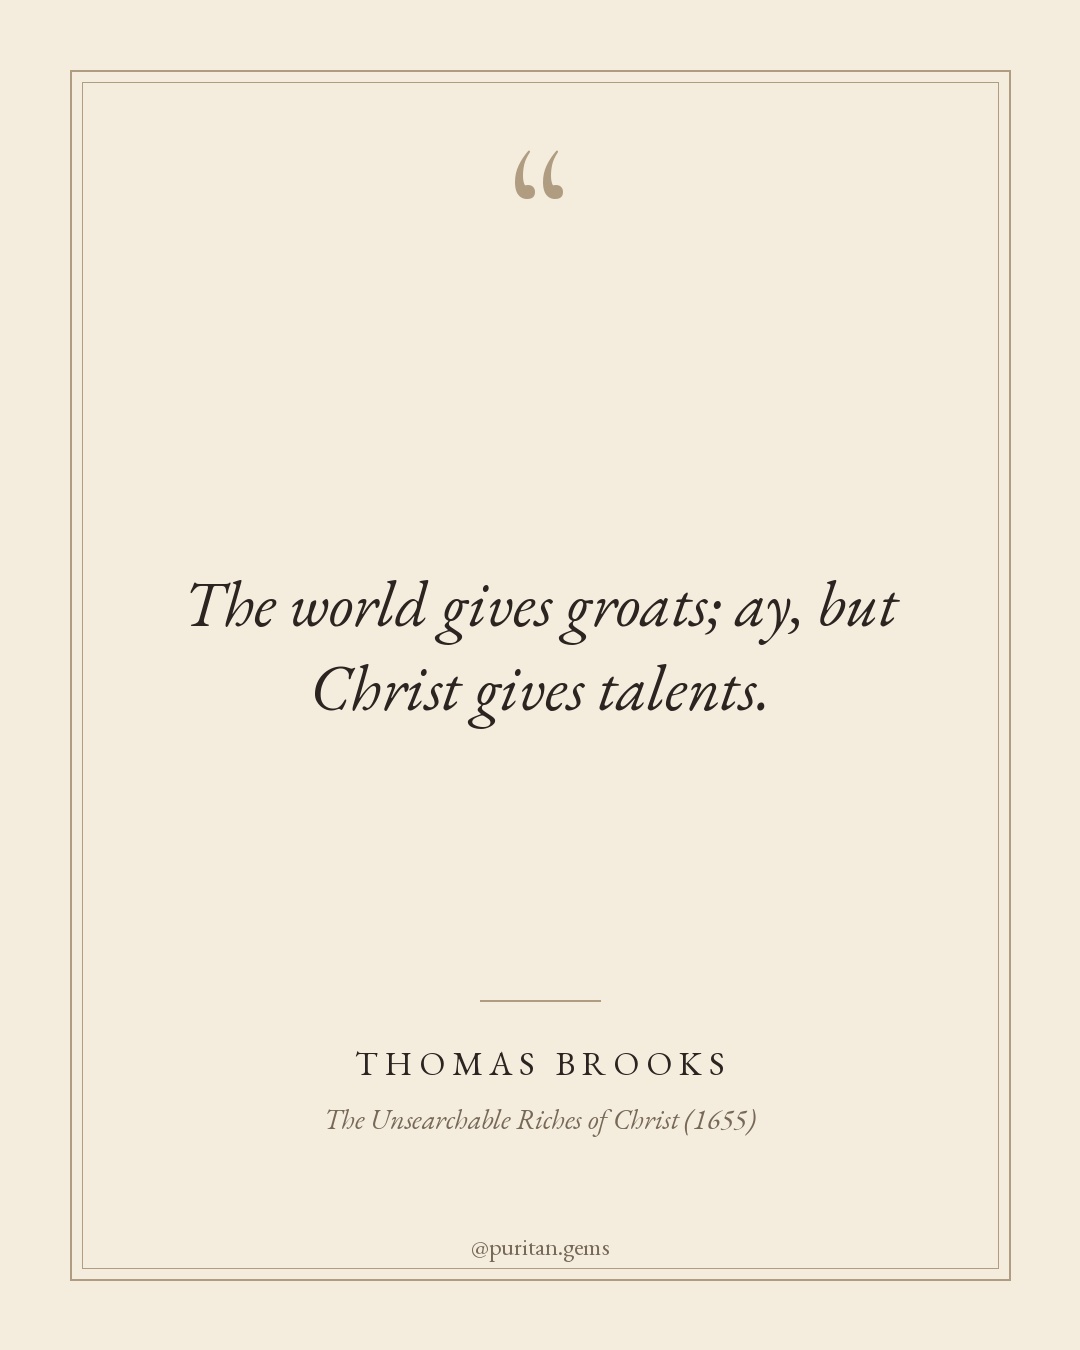 “
The world gives groats; ay, but
Christ gives talents.
THOMAS BROOKS
The Unsearchable Riches of Christ (1655)
@puritan.gems